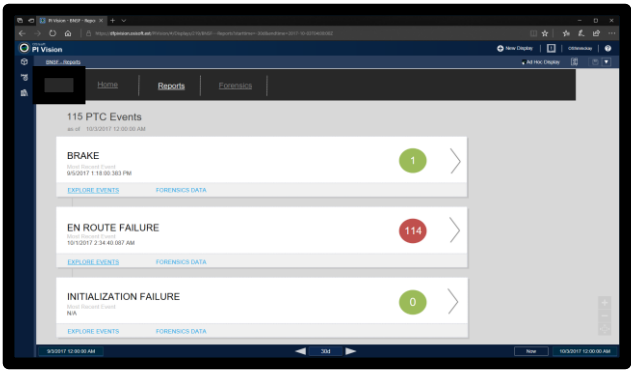 PI Vision
New Display
BNSF - Reports
Ad Hoc Display
Home
Reports
Forensics
115 PTC Events
as of 10/3/2017 12:00:00 AM
BRAKE
1
Most Recent Event
9/5/2017 1:18:00.383 PM
EXPLORE EVENTS FORENSICS DATA
EN ROUTE FAILURE
114
Most Recent Event
10/1/2017 2:34:40.087 AM
EXPLORE EVENTS FORENSICS DATA
INITIALIZATION FAILURE
0
Most Recent Event
N/A
EXPLORE EVENTS FORENSICS DATA
9/3/2017 12:00:00 AM
30d
Now
10/3/2017 12:00:00 AM